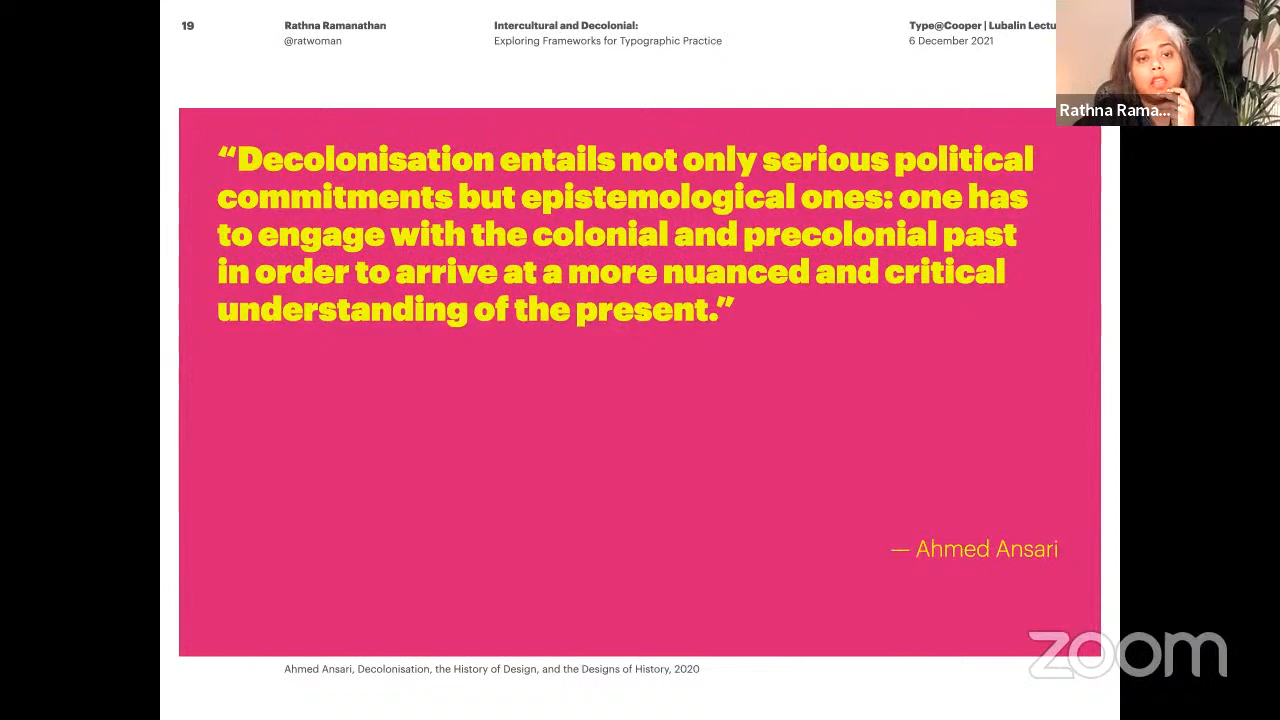 19
Rathna Ramanathan
@ratwoman
Intercultural and Decolonial:
Exploring Frameworks for Typographic Practice
Type@Cooper | Lubalin Lectu
6 December 2021
Rathna Rama...
“Decolonisation entails not only serious political
commitments but epistemological ones: one has
to engage with the colonial and precolonial past
in order to arrive at a more nuanced and critical
understanding of the present.”
— Ahmed Ansari
zoom
Ahmed Ansari, Decolonisation, the History of Design, and the Designs of History, 2020